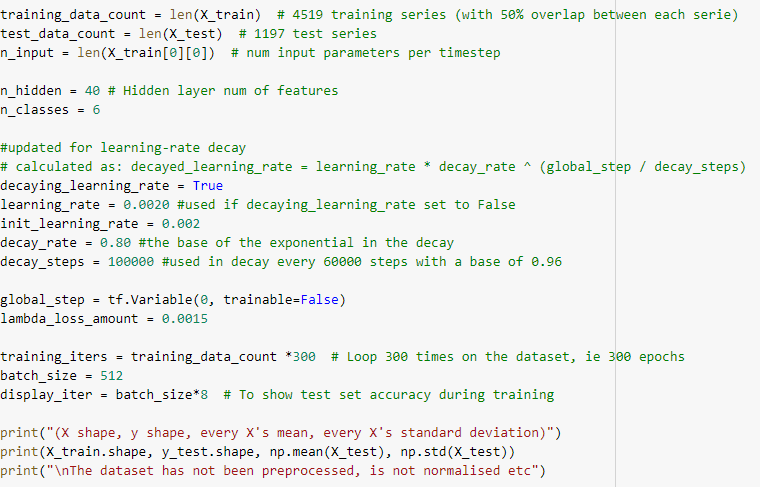 training_data_count = len(X_train)  # 4519 training series (with 50% overlap between each serie)
test_data_count = len(X_test)  # 1197 test series
n_input = len(X_train[0][0])  # num input parameters per timestep
n_hidden = 40 # Hidden layer num of features
n_classes = 6
#updated for learning-rate decay
# calculated as: decayed_learning_rate = learning_rate * decay_rate ^ (global_step / decay_steps)
decaying_learning_rate = True
learning_rate = 0.0020 #used if decaying_learning_rate set to False
init_learning_rate = 0.002
decay_rate = 0.80 #the base of the exponential in the decay
decay_steps = 100000 #used in decay every 60000 steps with a base of 0.96
global_step = tf.Variable(0, trainable=False)
lambda_loss_amount = 0.0015
training_iters = training_data_count *300  # Loop 300 times on the dataset, ie 300 epochs
batch_size = 512
display_iter = batch_size*8  # To show test set accuracy during training
print("(X shape, y shape, every X's mean, every X's standard deviation)")
print(X_train.shape, y_test.shape, np.mean(X_test), np.std(X_test))
print("\nThe dataset has not been preprocessed, is not normalised etc")